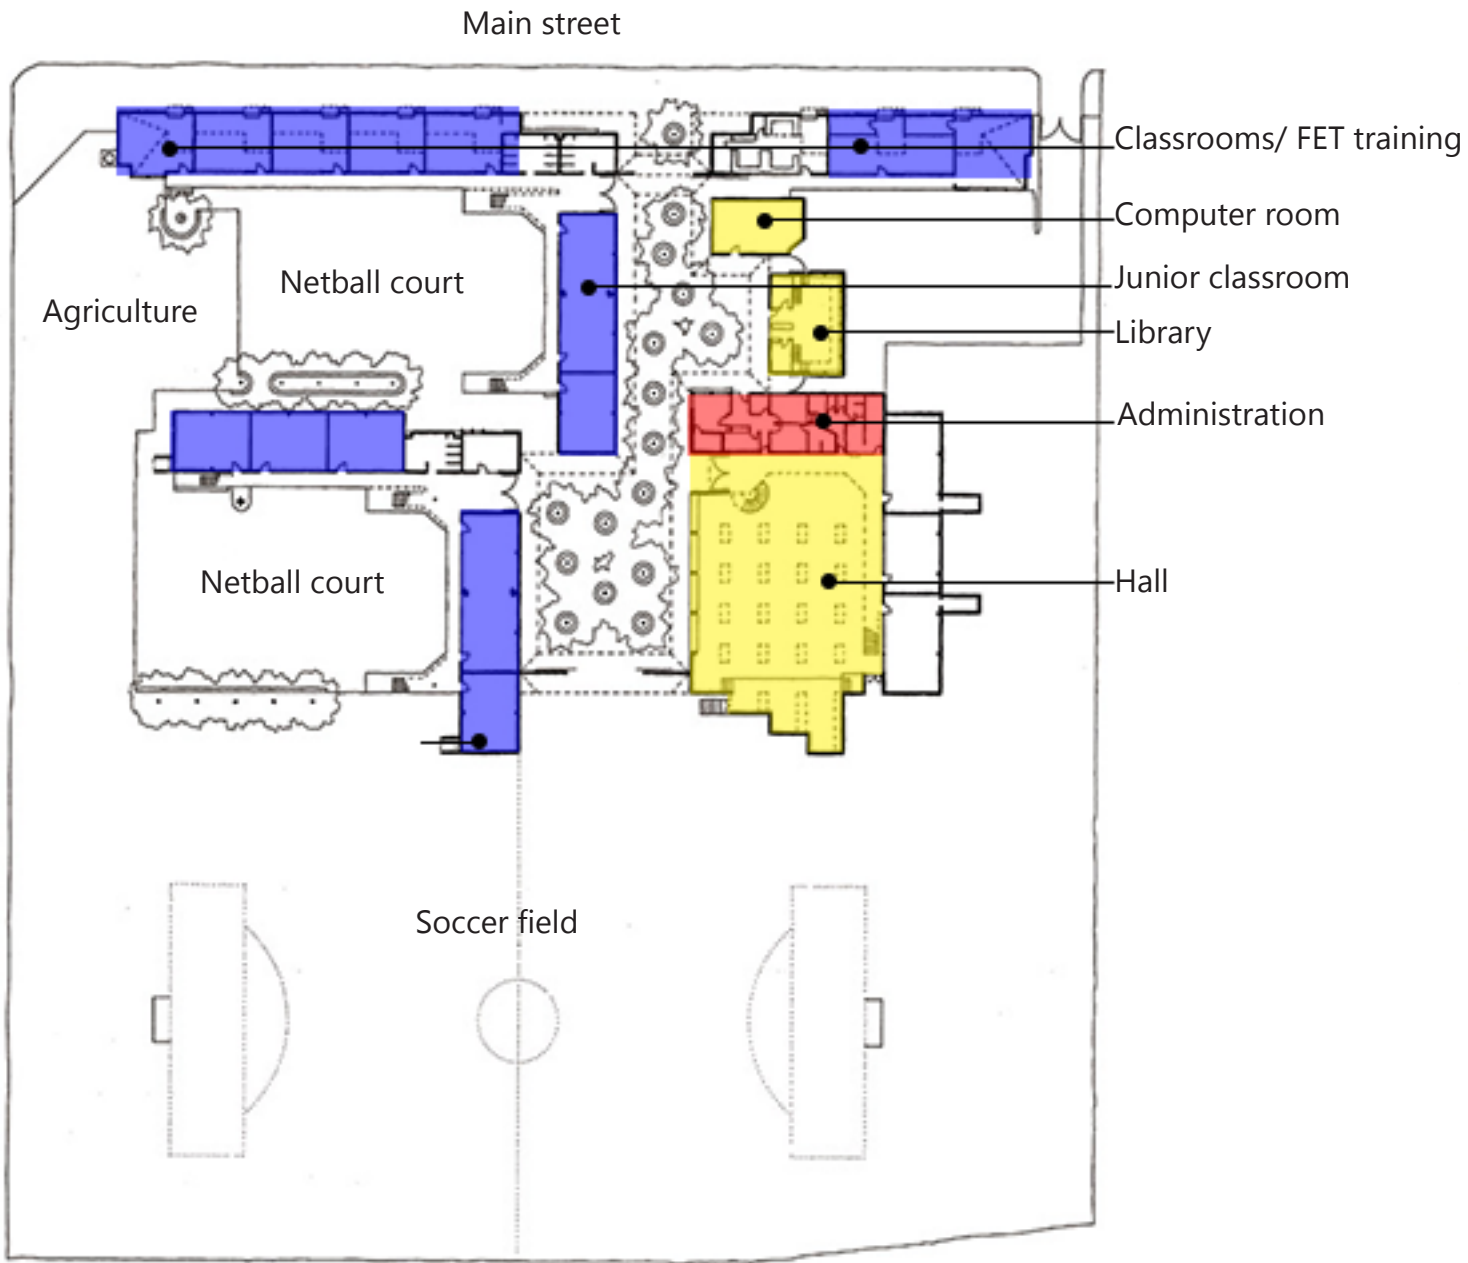 Main street
Classrooms/ FET training
Computer room
Junior classroom
Netball court
Agriculture
Library
Administration
Netball court
Hall
Soccer field